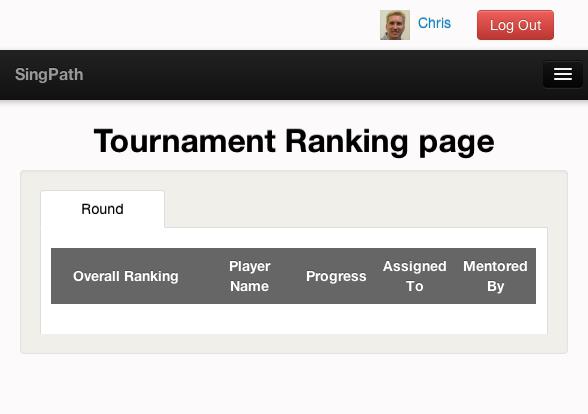 Chris
Log Out
SingPath
Tournament Ranking page
Round
Overall Ranking
Player
Name
Progress
Assigned
To
Mentored
By